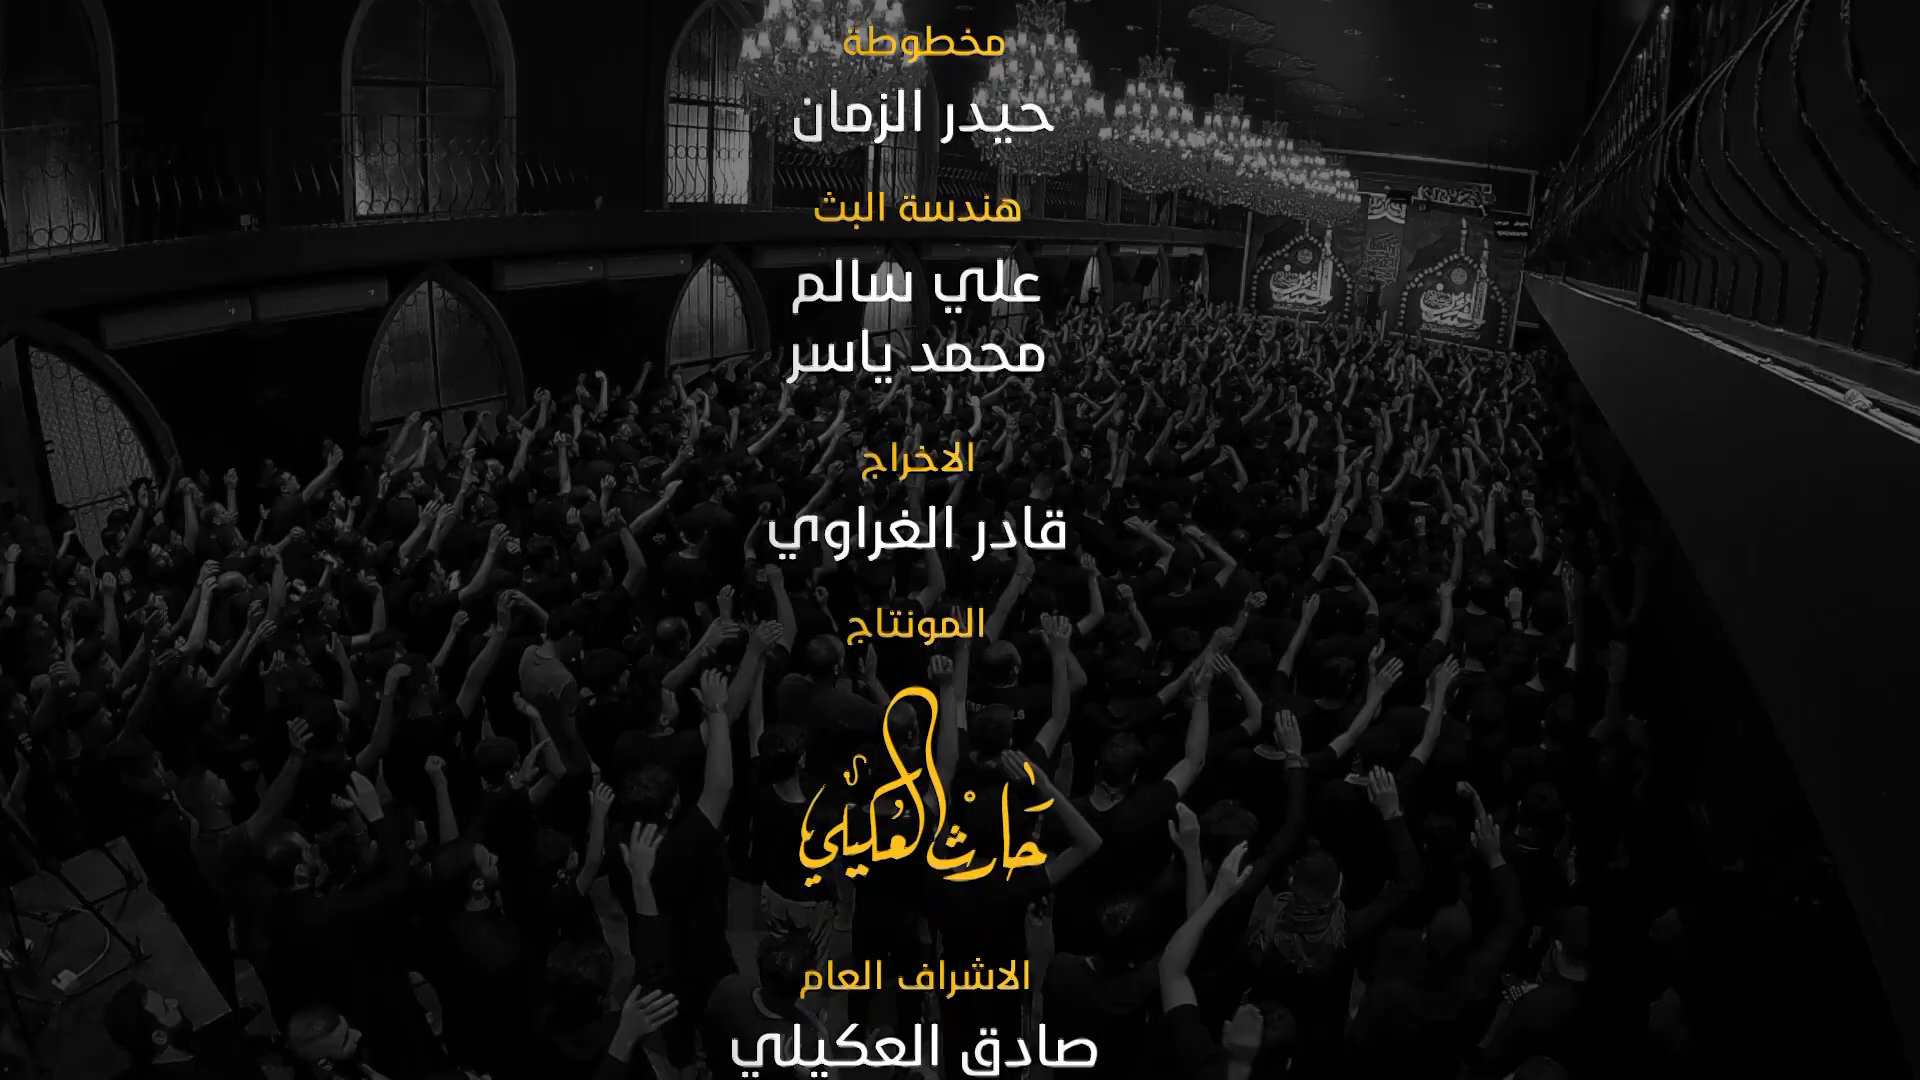 مخطوطة
حيدر الزمان
هندسة البث
علي سالم
محمد ياسر
الاخراج
قادر الغراوي
المونتاج
حارث العكيلي
الاشراف العام
صادق العكيلي